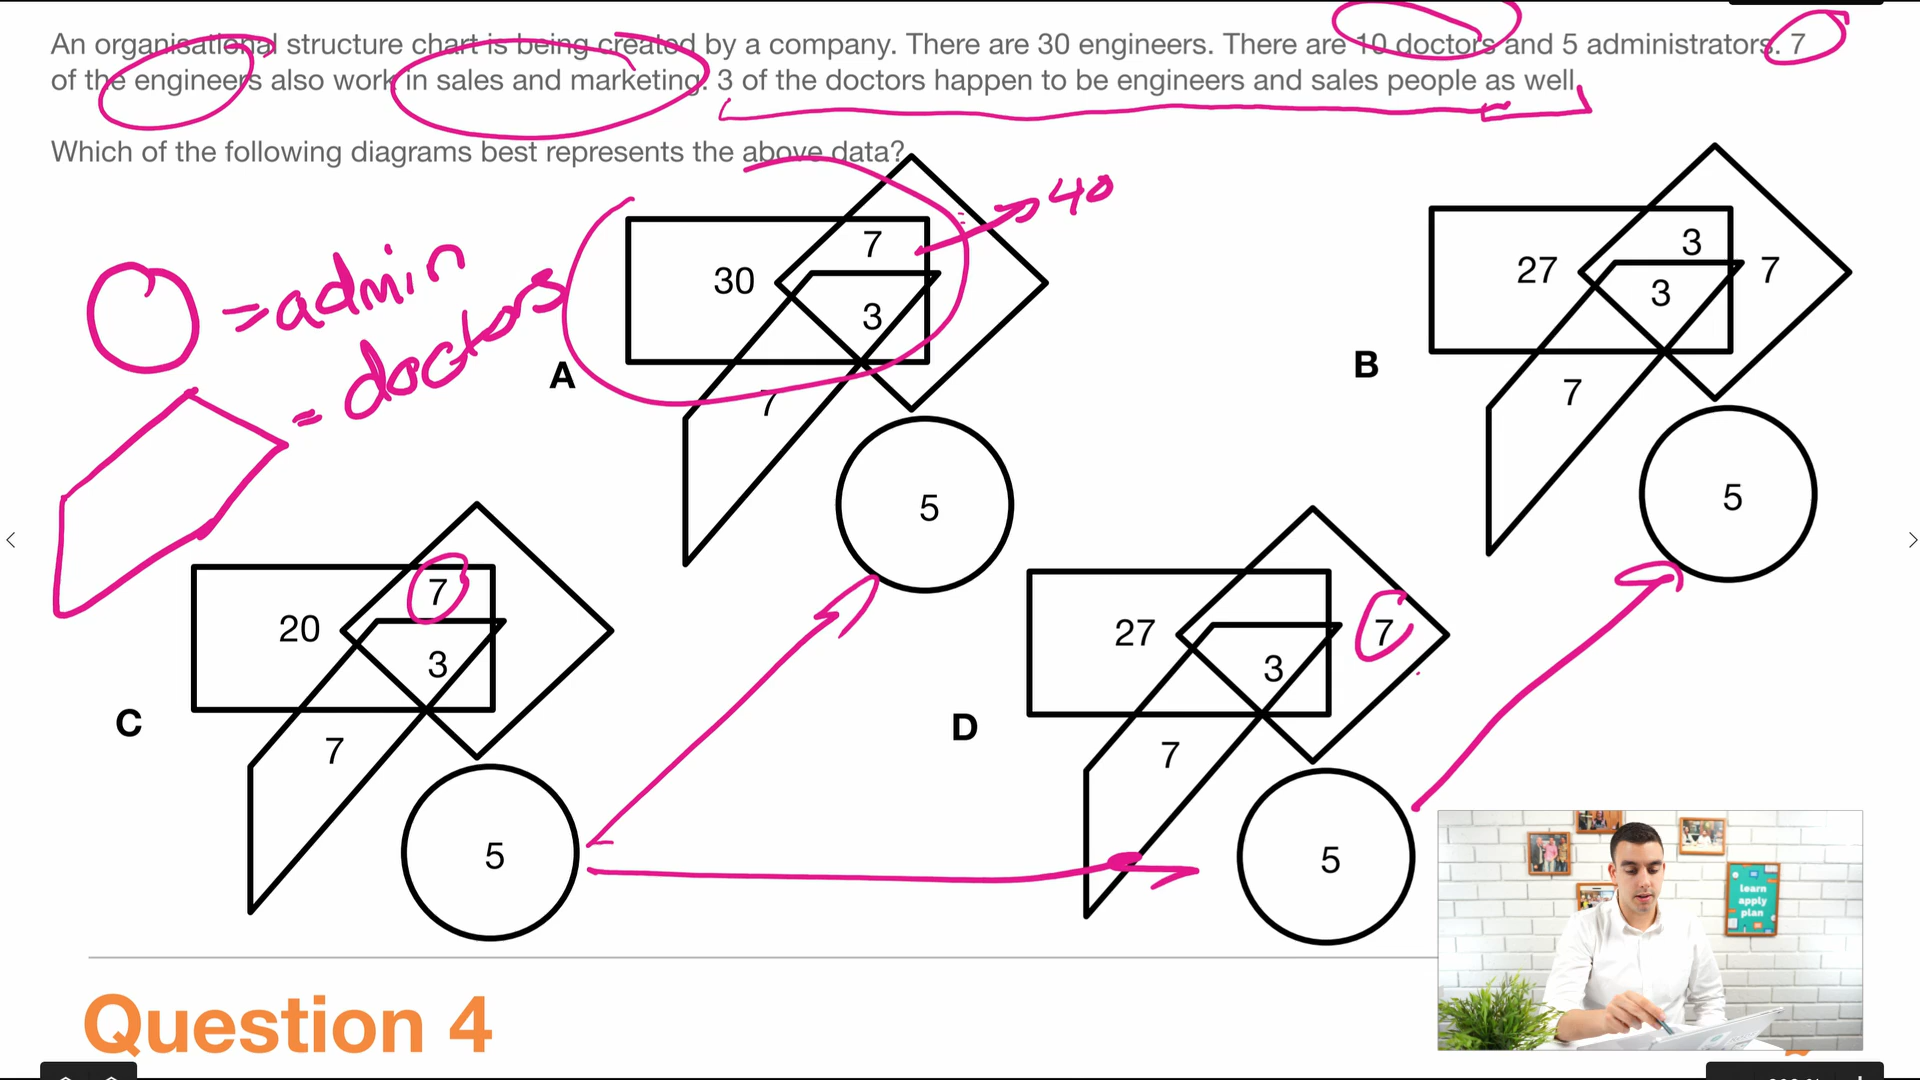 An organisational structure chart is being created by a company. There are 30 engineers. There are 10 doctors and 5 administrators. 7
of the engineers also work in sales and marketing. 3 of the doctors happen to be engineers and sales people as well.
Which of the following diagrams best represents the above data?
40
= admin
= doctors
30
7
3
7
5
A
27
3
3
7
7
5
B
20
7
3
7
5
C
27
3
7
7
5
D
learn
apply
plan
Question 4